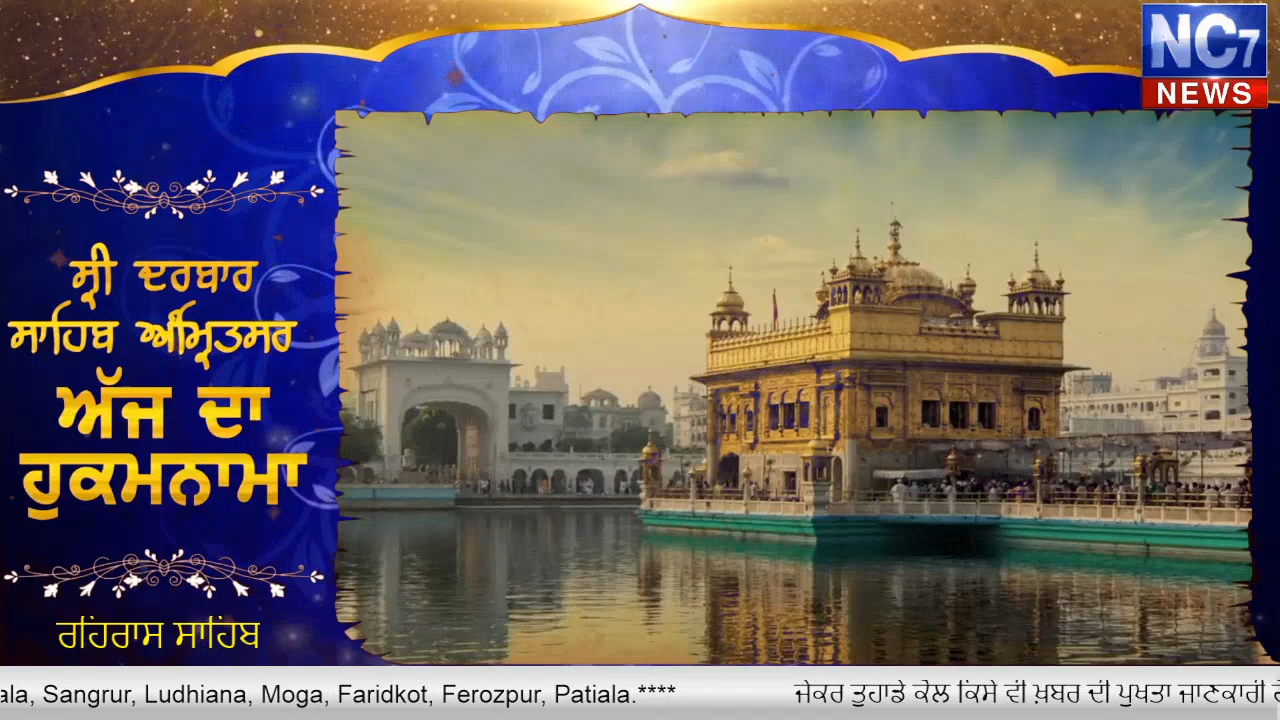 NC7
NEWS
ਸ੍ਰੀ ਦਰਬਾਰ
ਸਾਹਿਬ ਅੰਮ੍ਰਿਤਸਰ
ਅੱਜ ਦਾ
ਹੁਕਮਨਾਮਾ
ਰਹਿਰਾਸ ਸਾਹਿਬ
ala, Sangrur, Ludhiana, Moga, Faridkot, Ferozpur, Patiala.**** ਜੇਕਰ ਤੁਹਾਡੇ ਕੋਲ ਕਿਸੇ ਵੀ ਖ਼ਬਰ ਦੀ ਪੁਖਤਾ ਜਾਣਕਾਰੀ